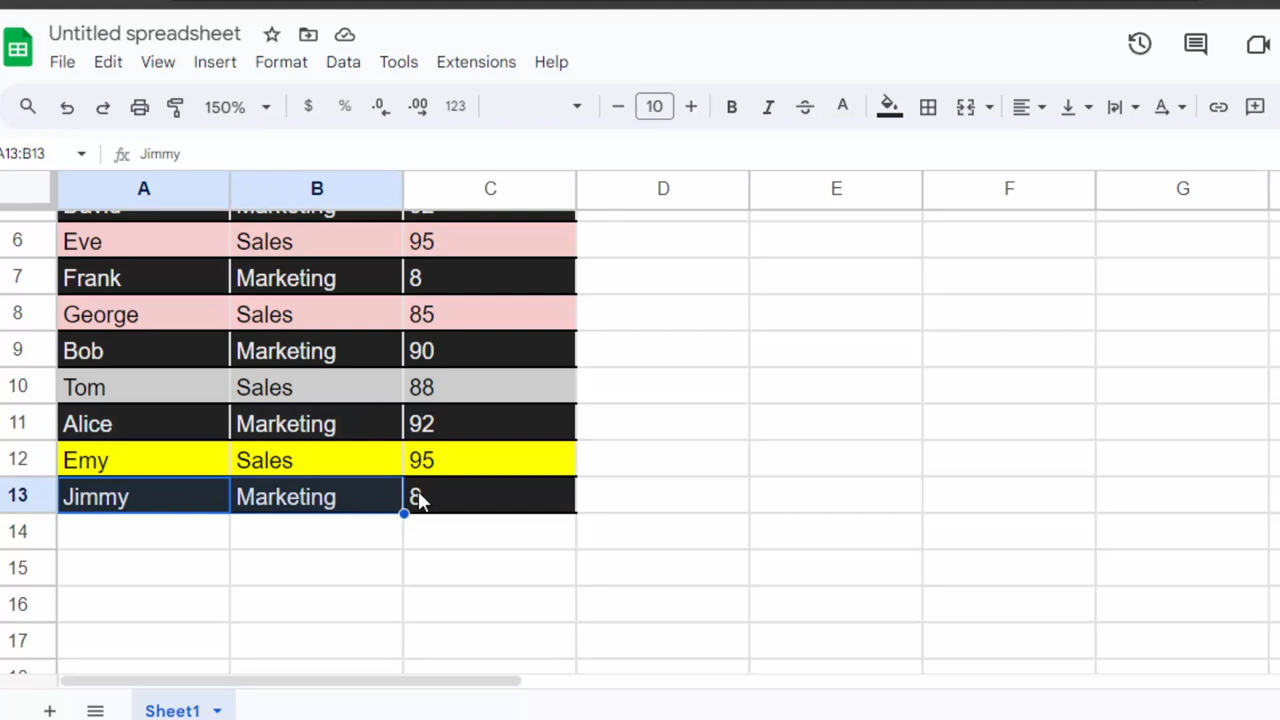 Untitled spreadsheet
File Edit View Insert Format Data Tools Extensions Help
150% $ % .0 .00 123 10 B I A A
A13:B13 fx Jimmy
A B C D E F G
6 Eve Sales 95
7 Frank Marketing 8
8 George Sales 85
9 Bob Marketing 90
10 Tom Sales 88
11 Alice Marketing 92
12 Emy Sales 95
13 Jimmy Marketing 8
14
15
16
17
Sheet1